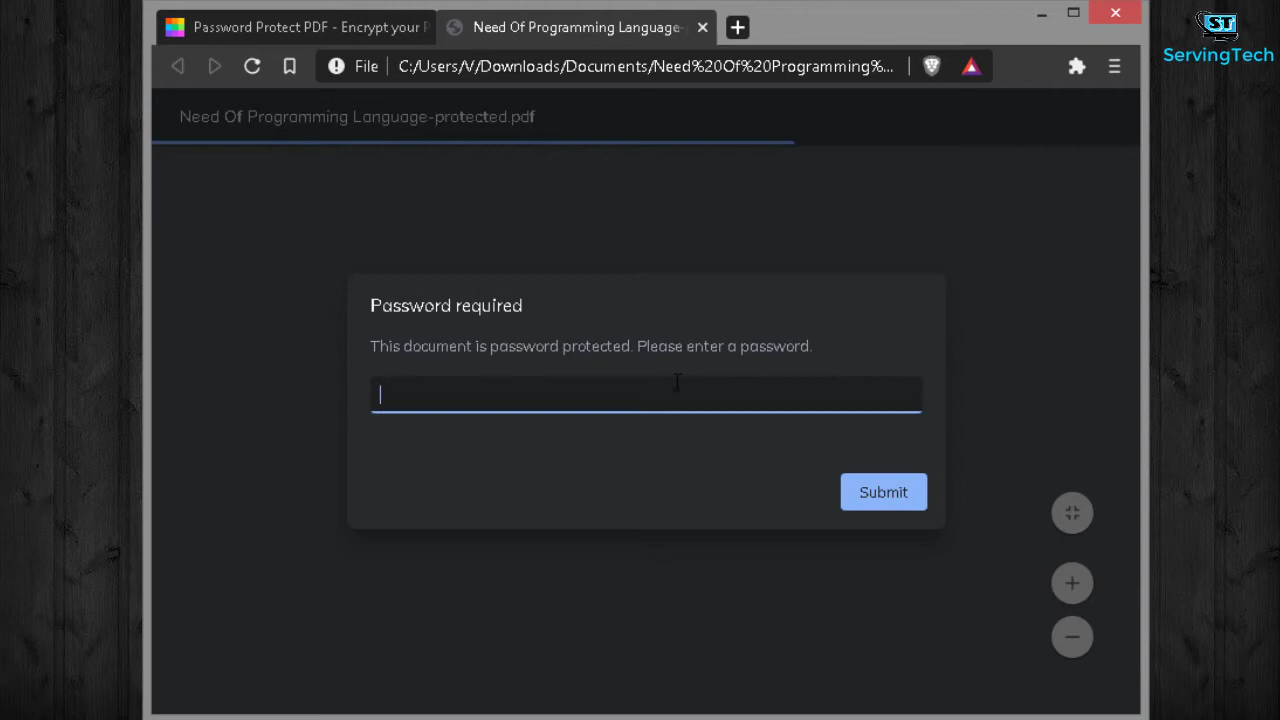 Password Protect PDF - Encrypt your P
Need Of Programming Language-
ST
ServingTech
File
C:/Users/V/Downloads/Documents/Need%20Of%20Programming%...
Need Of Programming Language-protected.pdf
Password required
This document is password protected. Please enter a password.
Submit